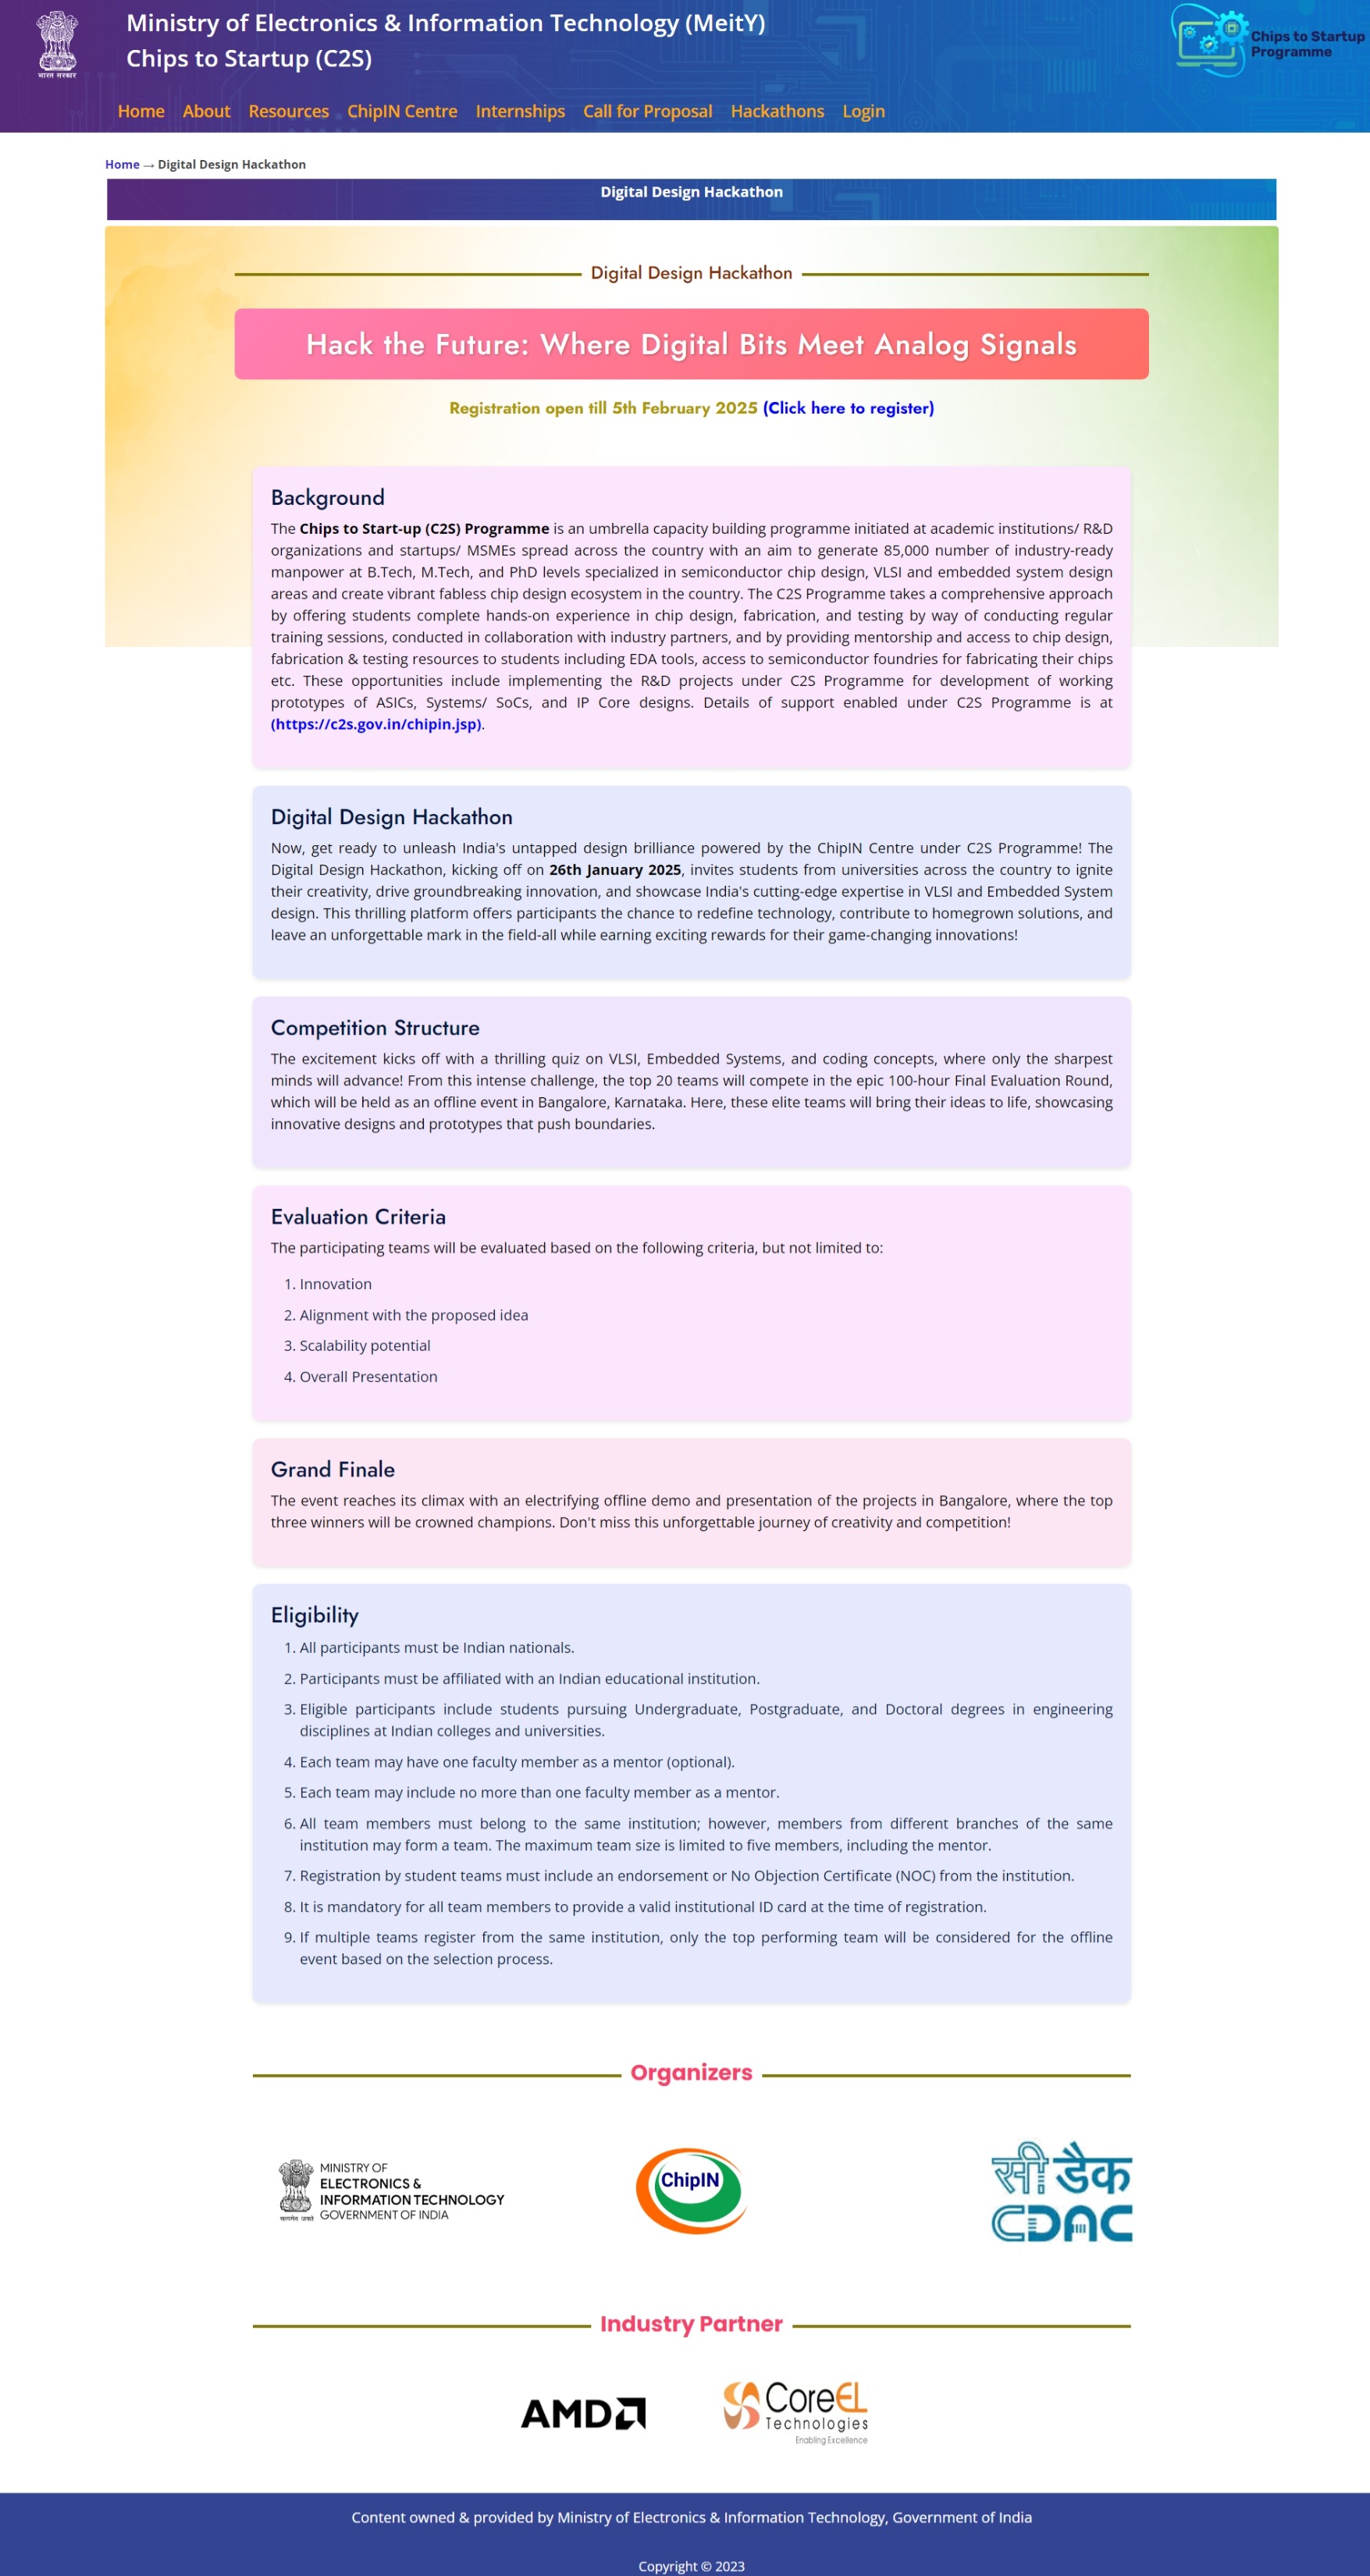 Ministry of Electronics & Information Technology (MeitY)
Chips to Startup (C2S)
भारत सरकार
Chips to Startup
Programme
Home About Resources ChipIN Centre Internships Call for Proposal Hackathons Login
Home → Digital Design Hackathon
Digital Design Hackathon
Digital Design Hackathon
Hack the Future: Where Digital Bits Meet Analog Signals
Registration open till 5th February 2025 (Click here to register)
Background
The Chips to Start-up (C2S) Programme is an umbrella capacity building programme initiated at academic institutions/ R&D
organizations and startups/ MSMEs spread across the country with an aim to generate 85,000 number of industry-ready
manpower at B.Tech, M.Tech, and PhD levels specialized in semiconductor chip design, VLSI and embedded system design
areas and create vibrant fabless chip design ecosystem in the country. The C2S Programme takes a comprehensive approach
by offering students complete hands-on experience in chip design, fabrication, and testing by way of conducting regular
training sessions, conducted in collaboration with industry partners, and by providing mentorship and access to chip design,
fabrication & testing resources to students including EDA tools, access to semiconductor foundries for fabricating their chips
etc. These opportunities include implementing the R&D projects under C2S Programme for development of working
prototypes of ASICs, Systems/ SoCs, and IP Core designs. Details of support enabled under C2S Programme is at
(https://c2s.gov.in/chipin.jsp).
Digital Design Hackathon
Now, get ready to unleash India's untapped design brilliance powered by the ChipIN Centre under C2S Programme! The
Digital Design Hackathon, kicking off on 26th January 2025, invites students from universities across the country to ignite
their creativity, drive groundbreaking innovation, and showcase India's cutting-edge expertise in VLSI and Embedded System
design. This thrilling platform offers participants the chance to redefine technology, contribute to homegrown solutions, and
leave an unforgettable mark in the field-all while earning exciting rewards for their game-changing innovations!
Competition Structure
The excitement kicks off with a thrilling quiz on VLSI, Embedded Systems, and coding concepts, where only the sharpest
minds will advance! From this intense challenge, the top 20 teams will compete in the epic 100-hour Final Evaluation Round,
which will be held as an offline event in Bangalore, Karnataka. Here, these elite teams will bring their ideas to life, showcasing
innovative designs and prototypes that push boundaries.
Evaluation Criteria
The participating teams will be evaluated based on the following criteria, but not limited to:
1. Innovation
2. Alignment with the proposed idea
3. Scalability potential
4. Overall Presentation
Grand Finale
The event reaches its climax with an electrifying offline demo and presentation of the projects in Bangalore, where the top
three winners will be crowned champions. Don't miss this unforgettable journey of creativity and competition!
Eligibility
1. All participants must be Indian nationals.
2. Participants must be affiliated with an Indian educational institution.
3. Eligible participants include students pursuing Undergraduate, Postgraduate, and Doctoral degrees in engineering
disciplines at Indian colleges and universities.
4. Each team may have one faculty member as a mentor (optional).
5. Each team may include no more than one faculty member as a mentor.
6. All team members must belong to the same institution; however, members from different branches of the same
institution may form a team. The maximum team size is limited to five members, including the mentor.
7. Registration by student teams must include an endorsement or No Objection Certificate (NOC) from the institution.
8. It is mandatory for all team members to provide a valid institutional ID card at the time of registration.
9. If multiple teams register from the same institution, only the top performing team will be considered for the offline
event based on the selection process.
Organizers
MINISTRY OF
ELECTRONICS &
INFORMATION TECHNOLOGY
GOVERNMENT OF INDIA
सत्यमेव जयते
ChipIN
सी डैक
CDAC
Industry Partner
AMD
CoreEL
Technologies
Enabling Excellence
Content owned & provided by Ministry of Electronics & Information Technology, Government of India
Copyright © 2023